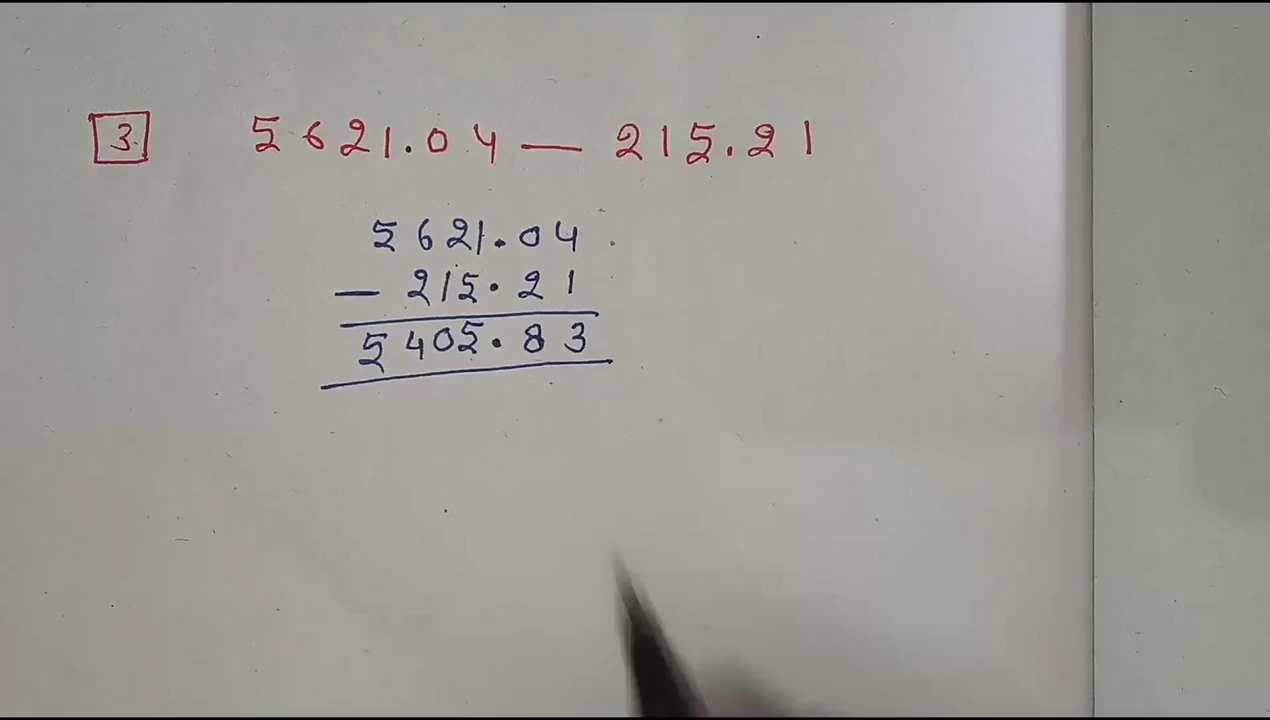 3. 5621.04 — 215.21
5621.04
— 215.21
5405.83